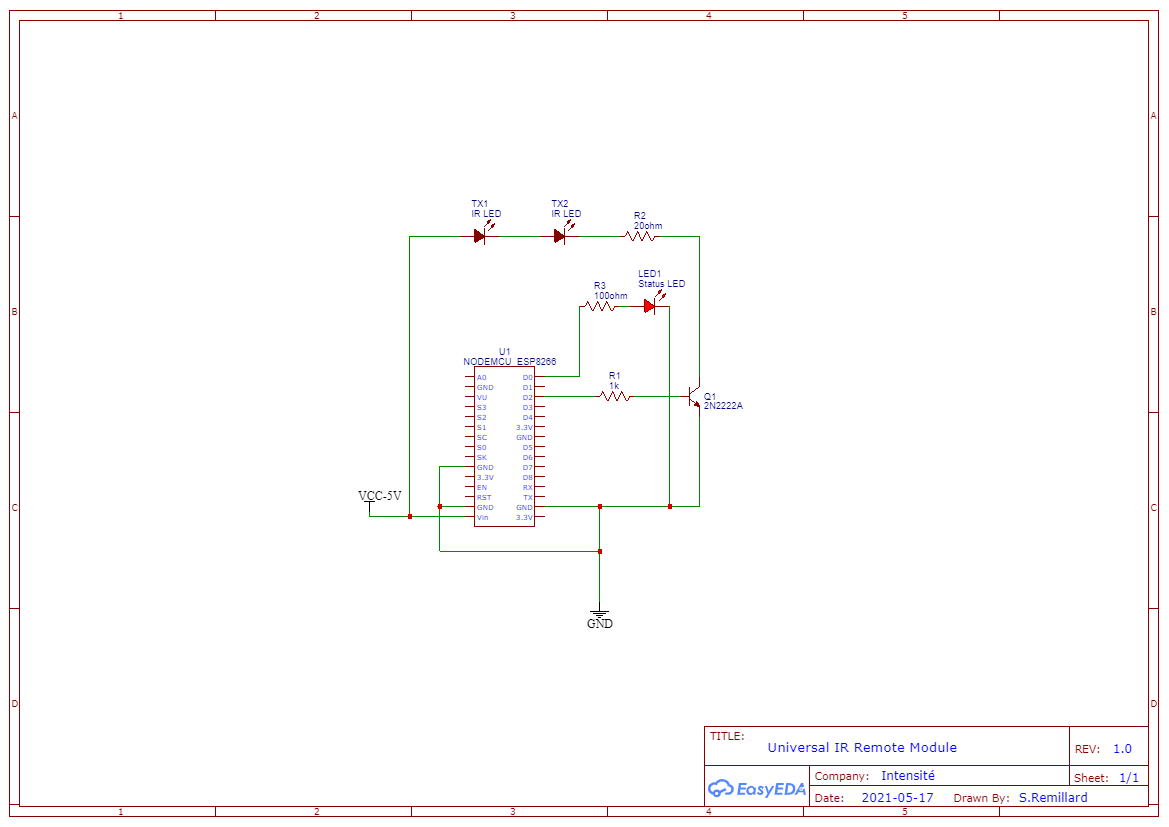 1 2 3 4 5
A A
B B
C C
D D
TX1
IR LED
TX2
IR LED
R2
20ohm
LED1
Status LED
R3
100ohm
U1
NODEMCU_ESP8266
R1
1k
Q1
2N2222A
A0 D0
GND D1
VU D2
S3 D3
S2 D4
S1 3.3V
SC GND
S0 D5
SK D6
GND D7
3.3V D8
EN RX
RST TX
GND GND
Vin 3.3V
VCC-5V
GND
TITLE:
Universal IR Remote Module
REV: 1.0
EasyEDA
Company: Intensité
Sheet: 1/1
Date: 2021-05-17 Drawn By: S.Remillard
1 2 3 4 5